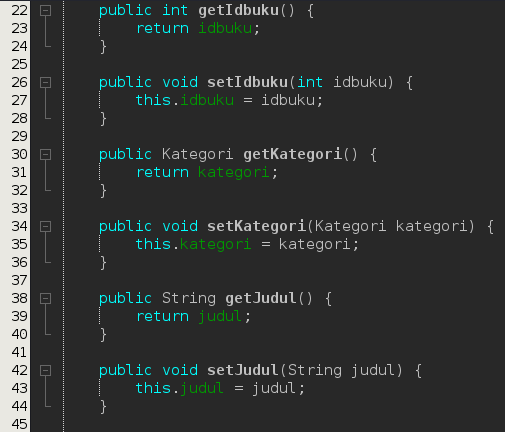 22 public int getIdbuku() {
23 return idbuku;
24 }
25
26 public void setIdbuku(int idbuku) {
27 this.idbuku = idbuku;
28 }
29
30 public Kategori getKategori() {
31 return kategori;
32 }
33
34 public void setKategori(Kategori kategori) {
35 this.kategori = kategori;
36 }
37
38 public String getJudul() {
39 return judul;
40 }
41
42 public void setJudul(String judul) {
43 this.judul = judul;
44 }
45